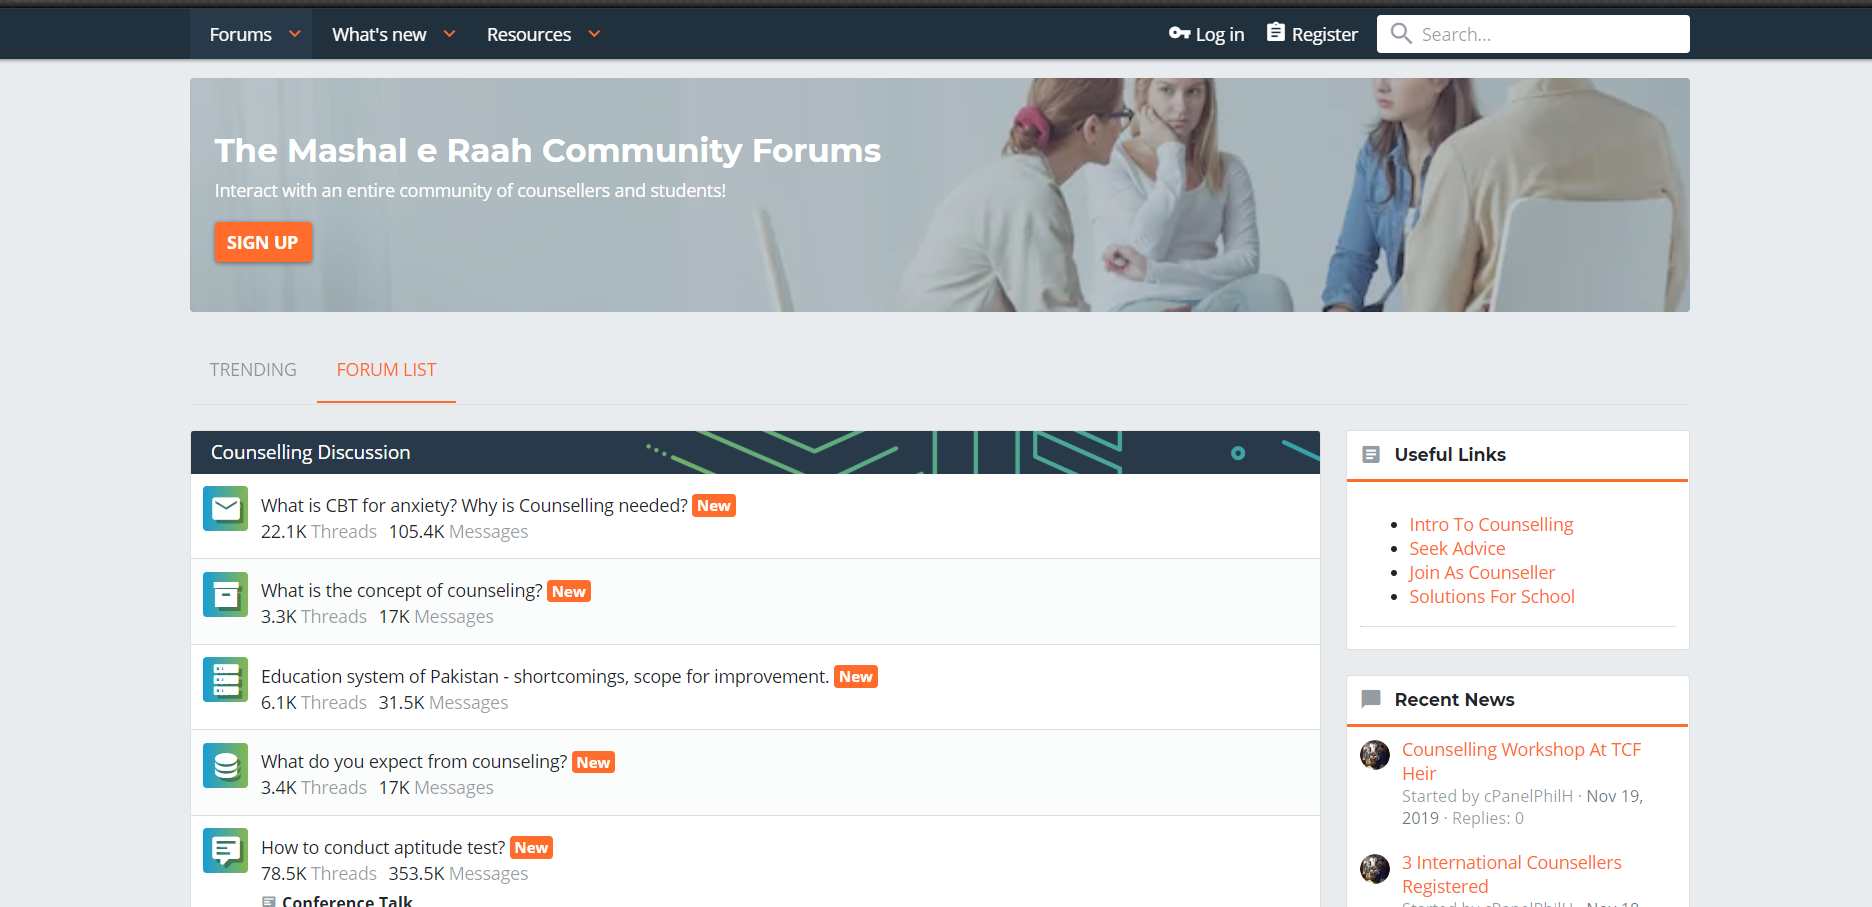 Forums What's new Resources Log in Register Search...
The Mashal e Raah Community Forums
Interact with an entire community of counsellers and students!
SIGN UP
TRENDING FORUM LIST
Counselling Discussion
What is CBT for anxiety? Why is Counselling needed? New
22.1K Threads 105.4K Messages
What is the concept of counseling? New
3.3K Threads 17K Messages
Education system of Pakistan - shortcomings, scope for improvement. New
6.1K Threads 31.5K Messages
What do you expect from counseling? New
3.4K Threads 17K Messages
How to conduct aptitude test? New
78.5K Threads 353.5K Messages
Conference Talk
Useful Links
Intro To Counselling
Seek Advice
Join As Counseller
Solutions For School
Recent News
Counselling Workshop At TCF
Heir
Started by cPanelPhilH · Nov 19,
2019 · Replies: 0
3 International Counsellers
Registered
Started by cPanelPhilH · Nov 18,